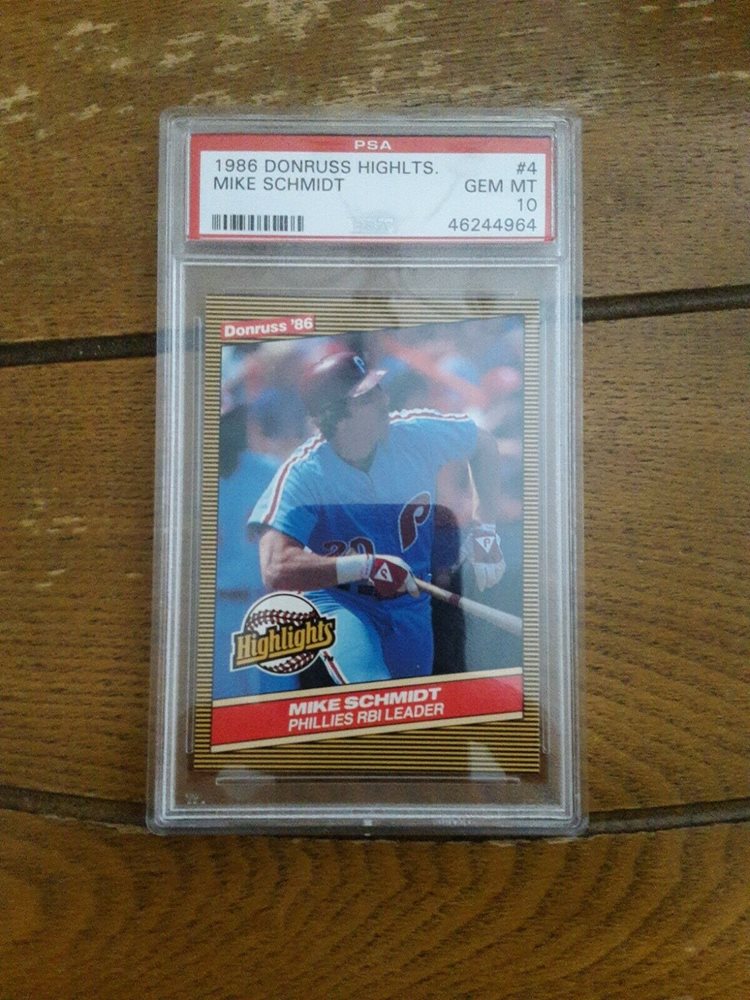 PSA
1986 DONRUSS HIGHLTS. #4
MIKE SCHMIDT GEM MT
10
46244964
Donruss '86
P
P
20
P
P
Highlights
MIKE SCHMIDT
PHILLIES RBI LEADER